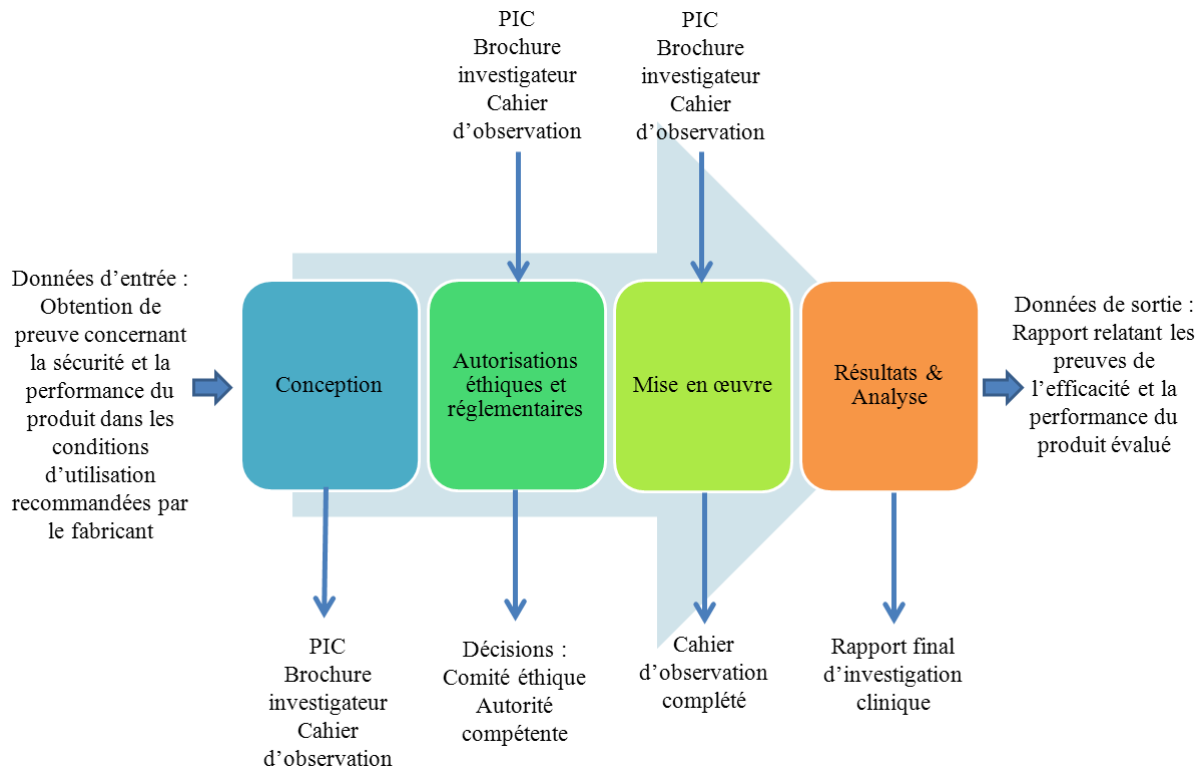 PIC
Brochure
investigateur
Cahier
d'observation
PIC
Brochure
investigateur
Cahier
d'observation
Données d'entrée :
Obtention de
preuve concernant
la sécurité et la
performance du
produit dans les
conditions
d'utilisation
recommandées par
le fabricant
Conception
Autorisations
éthiques et
réglementaires
Mise en œuvre
Résultats &
Analyse
Données de sortie :
Rapport relatant les
preuves de
l'efficacité et la
performance du
produit évalué
PIC
Brochure
investigateur
Cahier
d'observation
Décisions :
Comité éthique
Autorité
compétente
Cahier
d'observation
complété
Rapport final
d'investigation
clinique